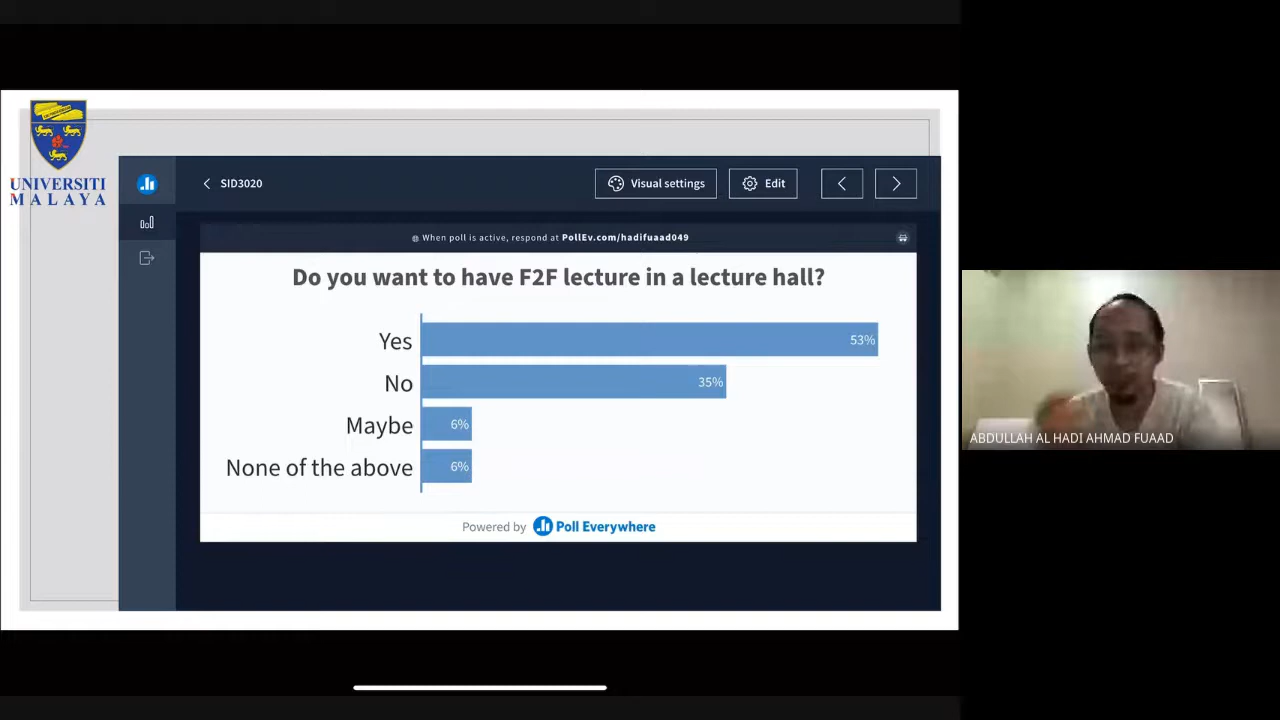 UNIVERSITI
MALAYA
SID3020
Visual settings
Edit
When poll is active, respond at PollEv.com/hadifuaad049
Do you want to have F2F lecture in a lecture hall?
Yes
53%
No
35%
Maybe
6%
None of the above
6%
Powered by Poll Everywhere
ABDULLAH AL HADI AHMAD FUAAD